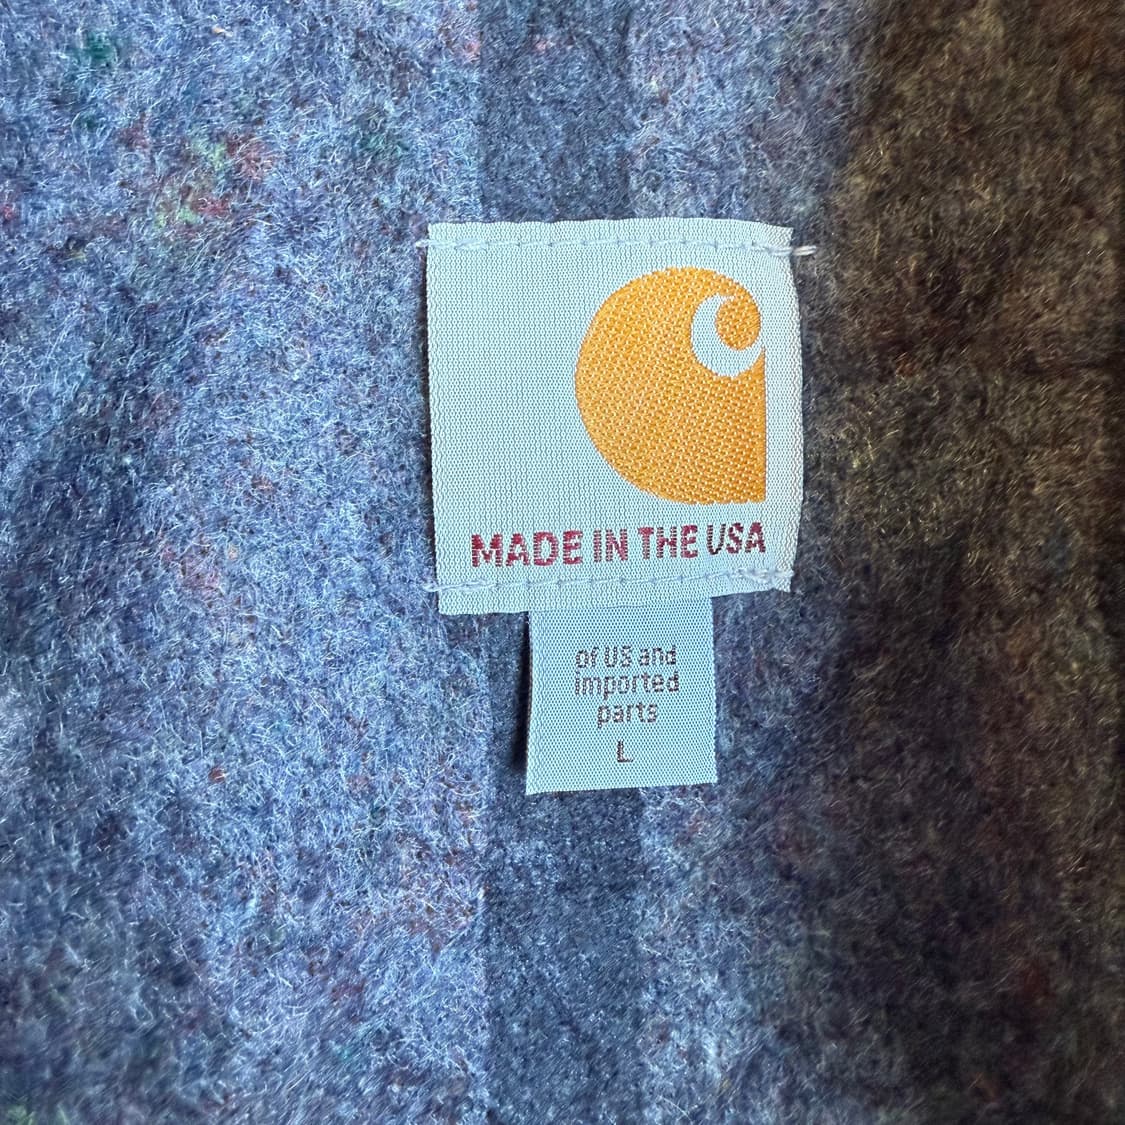 MADE IN THE USA
of US and
imported
parts
L